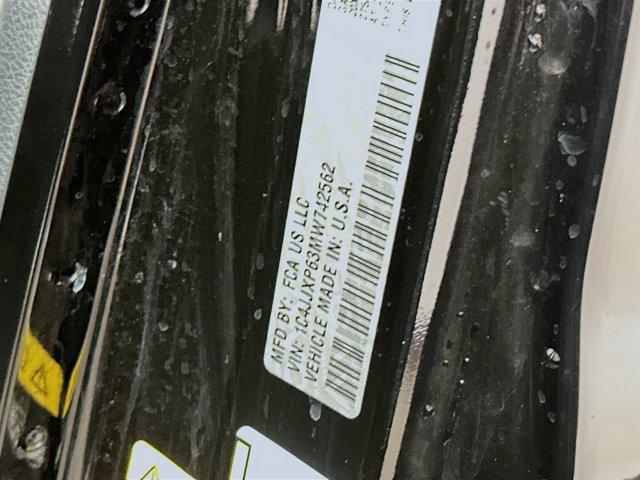 MFD BY: FCA US LLC
VIN: 1C4JJXP63MW742562
VEHICLE MADE IN: U.S.A.